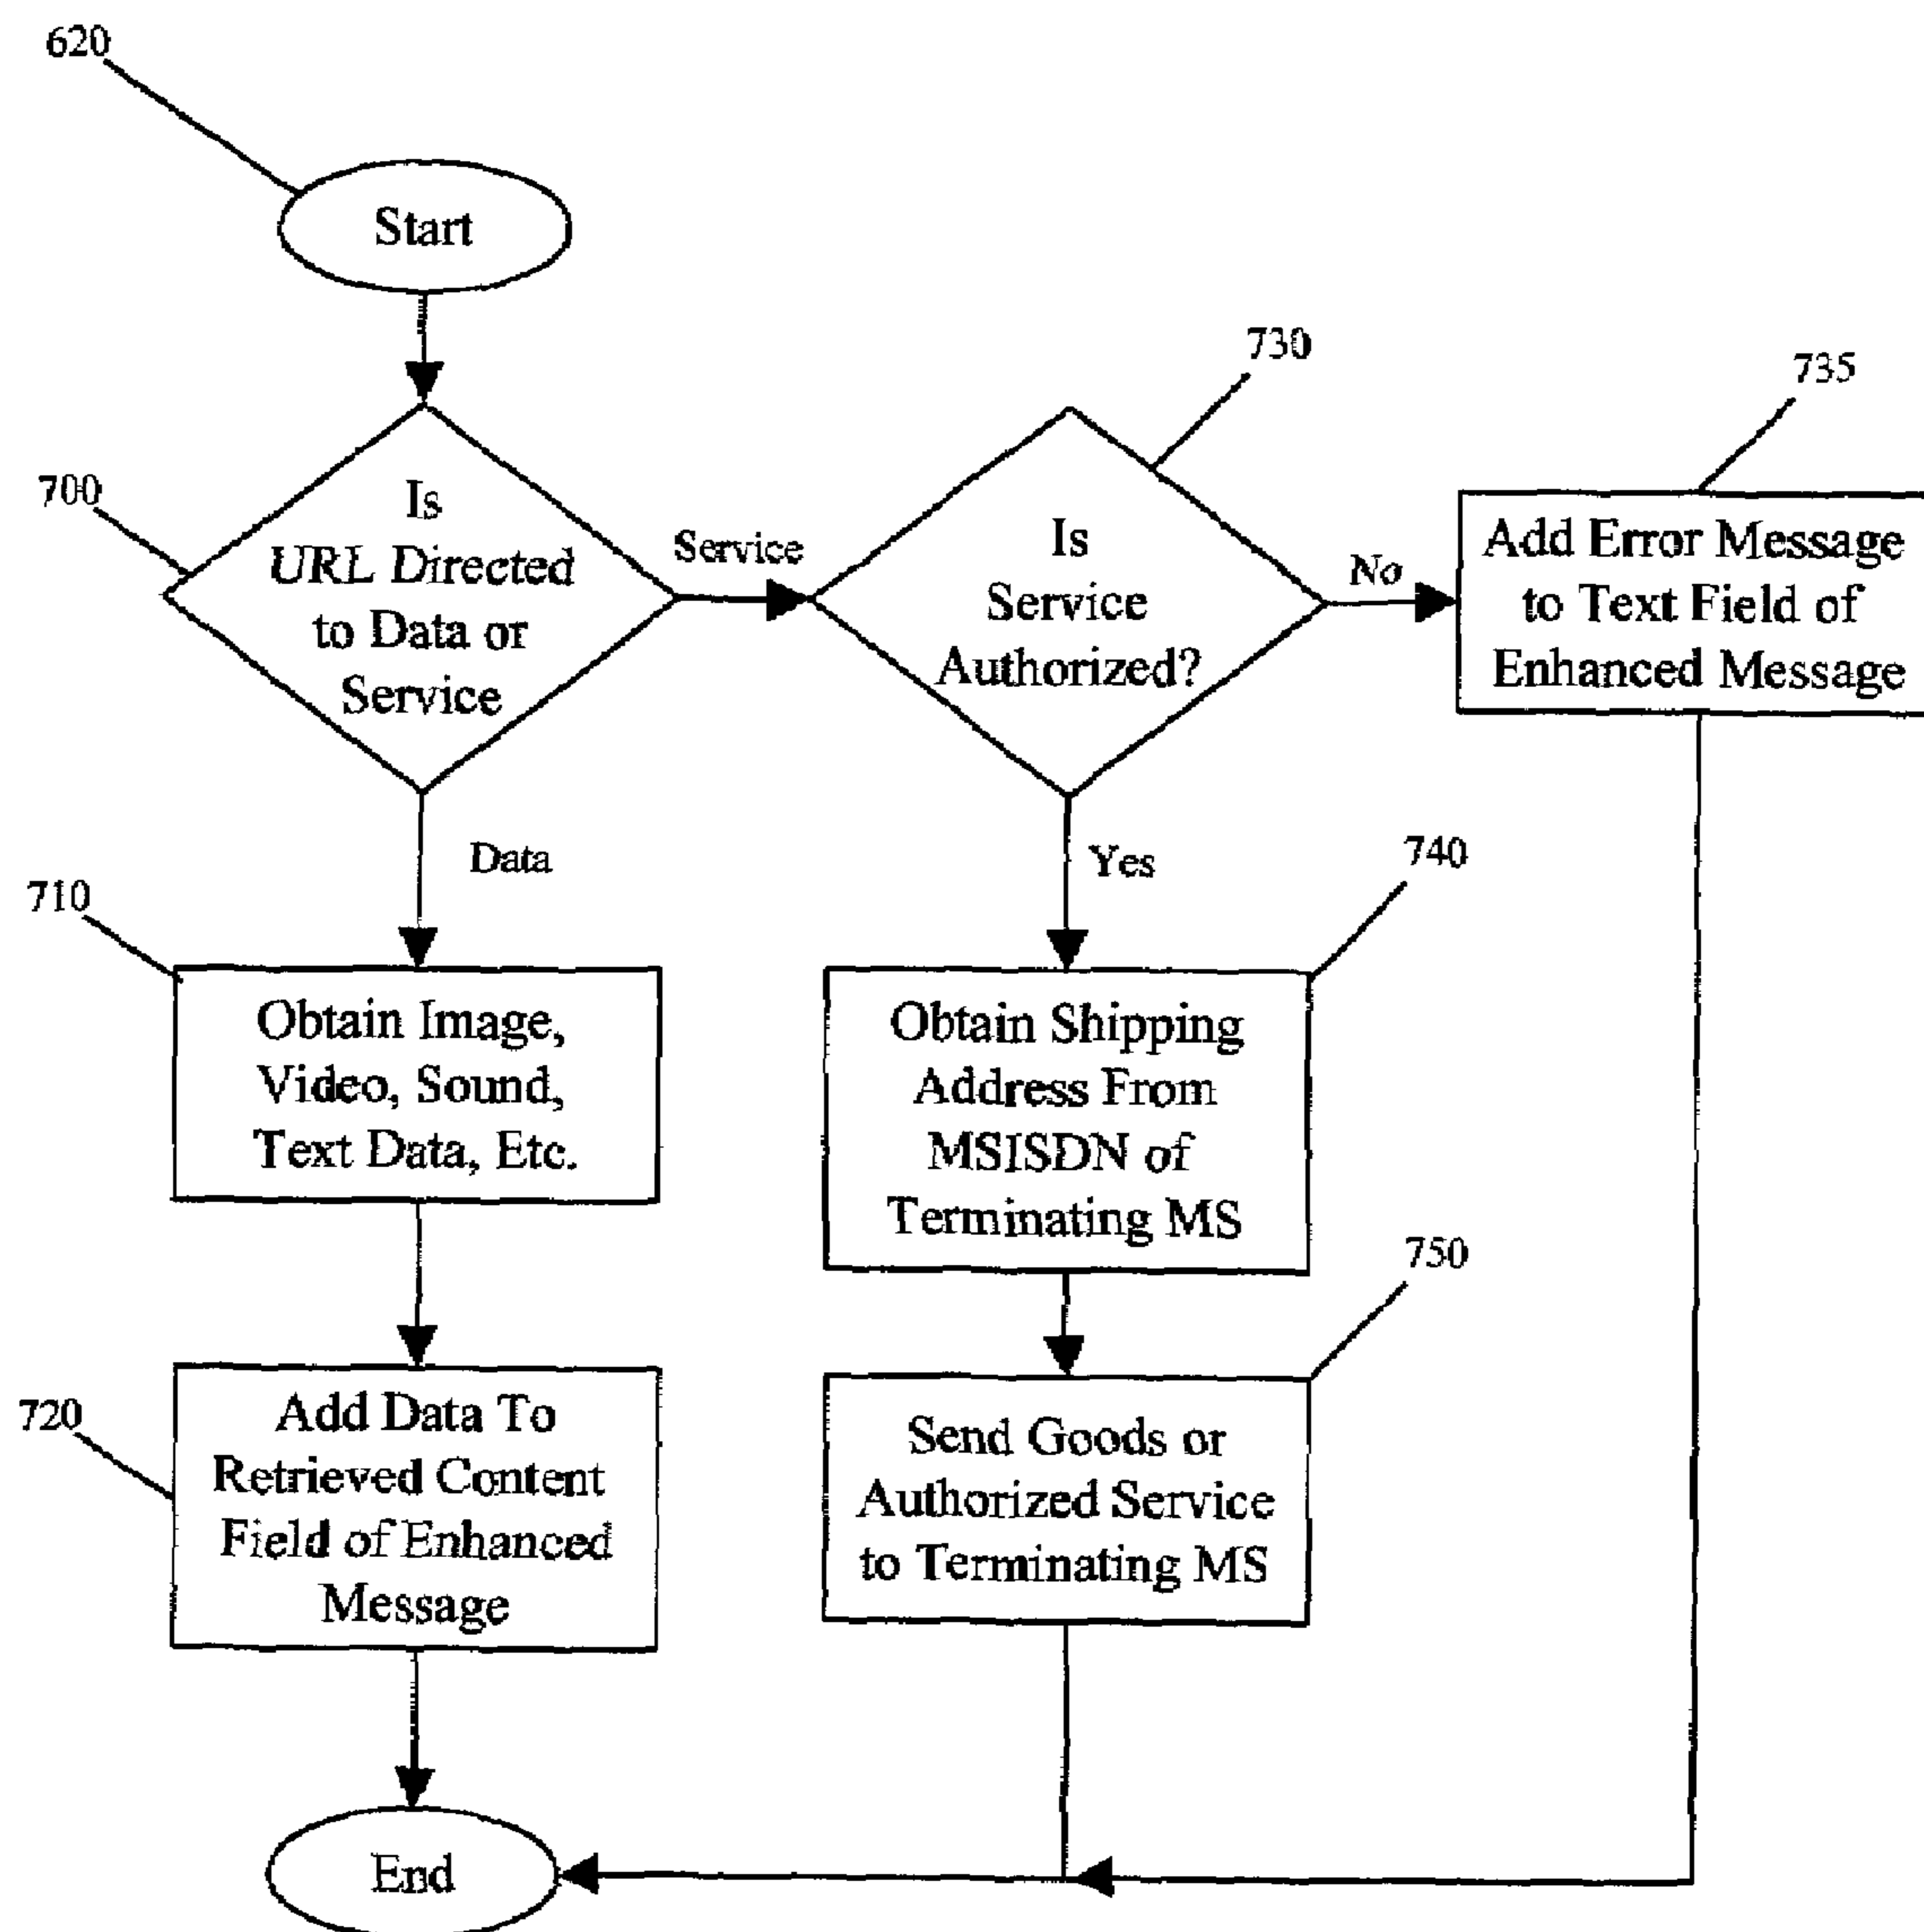 620
Start
730
735
700
Is
URL Directed
to Data or
Service
Service
Is
Service
Authorized?
No
Add Error Message
to Text Field of
Enhanced Message
Data
Yes
710
740
Obtain Image,
Video, Sound,
Text Data, Etc.
Obtain Shipping
Address From
MSISDN of
Terminating MS
750
720
Add Data To
Retrieved Content
Field of Enhanced
Message
Send Goods or
Authorized Service
to Terminating MS
End